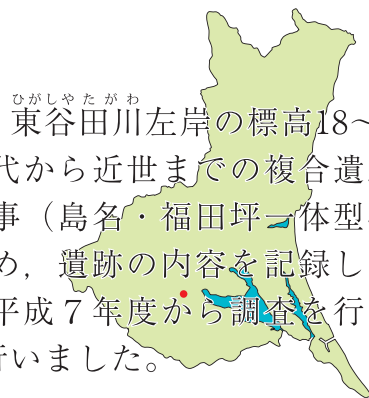 ひがしやたがわ
東谷田川左岸の標高18～
代から近世までの複合遺
事（島名・福田坪一体型
め，遺跡の内容を記録し
平成７年度から調査を行
行いました。